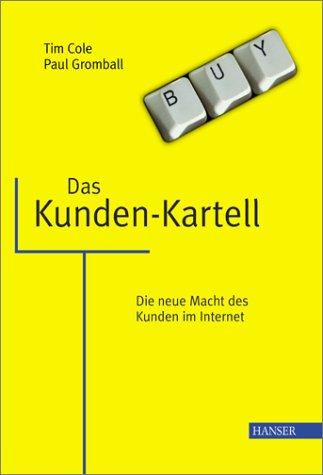 Tim Cole
Paul Gromball
B U Y
Das
Kunden-Kartell
Die neue Macht des
Kunden im Internet
HANSER